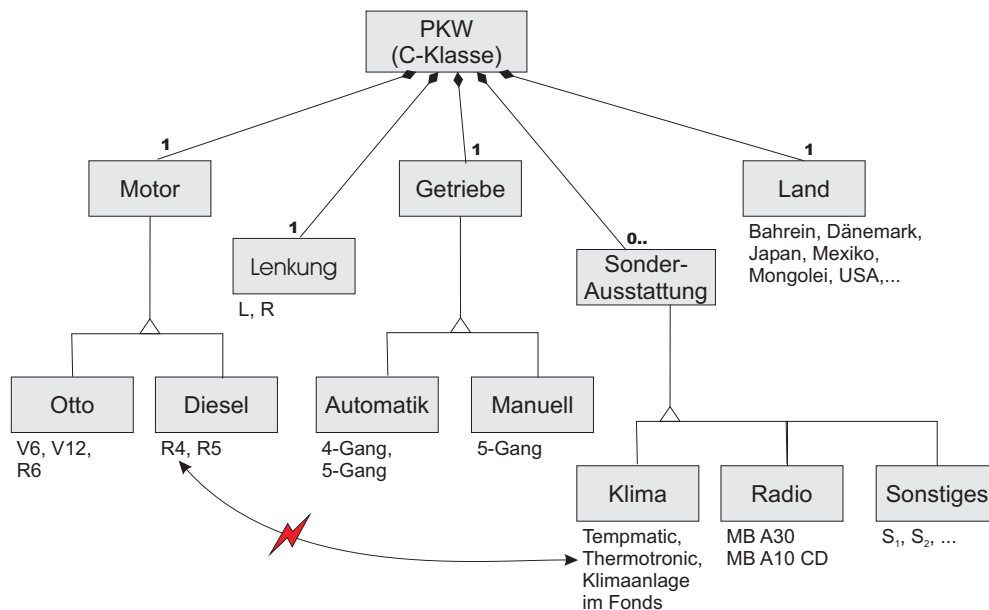 PKW
(C-Klasse)
1
Motor
1
Lenkung
L, R
1
Getriebe
0..
Sonder-
Ausstattung
1
Land
Bahrein, Dänemark,
Japan, Mexiko,
Mongolei, USA,...
Otto
V6, V12,
R6
Diesel
R4, R5
Automatik
4-Gang,
5-Gang
Manuell
5-Gang
Klima
Tempmatic,
Thermotronic,
Klimaanlage
im Fonds
Radio
MB A30
MB A10 CD
Sonstiges
S₁, S₂, ...